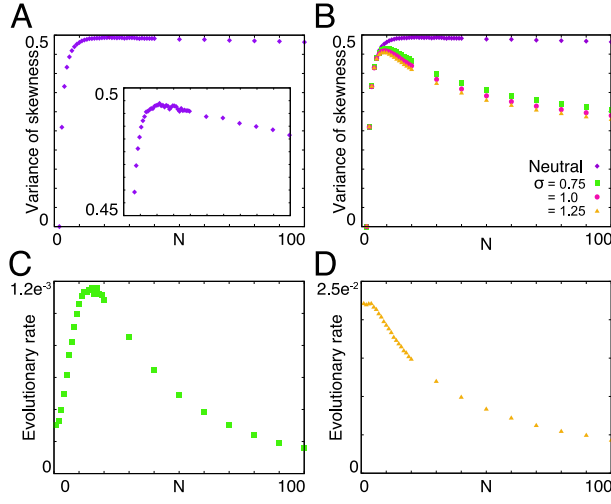 A
Variance of skewness
0.5
0
0
N
100
0.5
0.45
B
Variance of skewness
0.5
0
0
N
100
Neutral
σ = 0.75
= 1.0
= 1.25
C
Evolutionary rate
1.2e-3
0
0
N
100
D
Evolutionary rate
2.5e-2
0
0
N
100